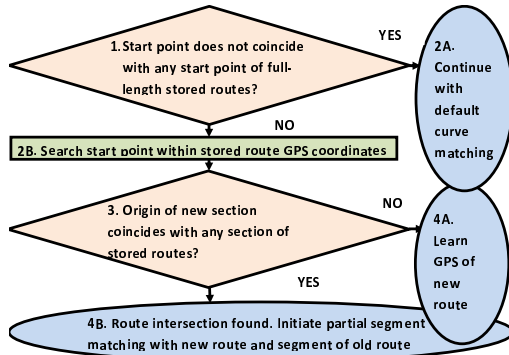 1.Start point does not coincide
with any start point of full-
length stored routes?
YES
2A.
Continue
with
default
curve
matching
NO
2B. Search start point within stored route GPS coordinates
3. Origin of new section
coincides with any section of
stored routes?
NO
4A.
Learn
GPS of
new
route
YES
4B. Route intersection found. Initiate partial segment
matching with new route and segment of old route